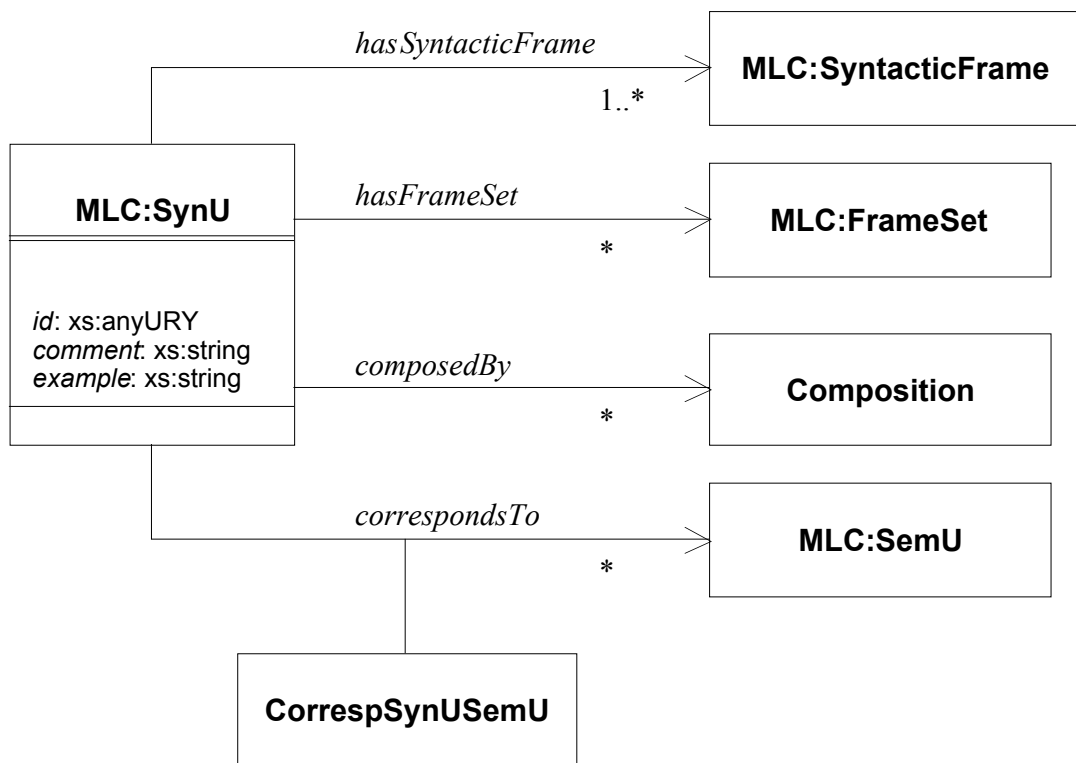 hasSyntacticFrame
MLC:SyntacticFrame
1..*
MLC:SynU
hasFrameSet
MLC:FrameSet
*
id: xs:anyURY
comment: xs:string
example: xs:string
composedBy
Composition
*
correspondsTo
MLC:SemU
*
CorrespSynUSemU